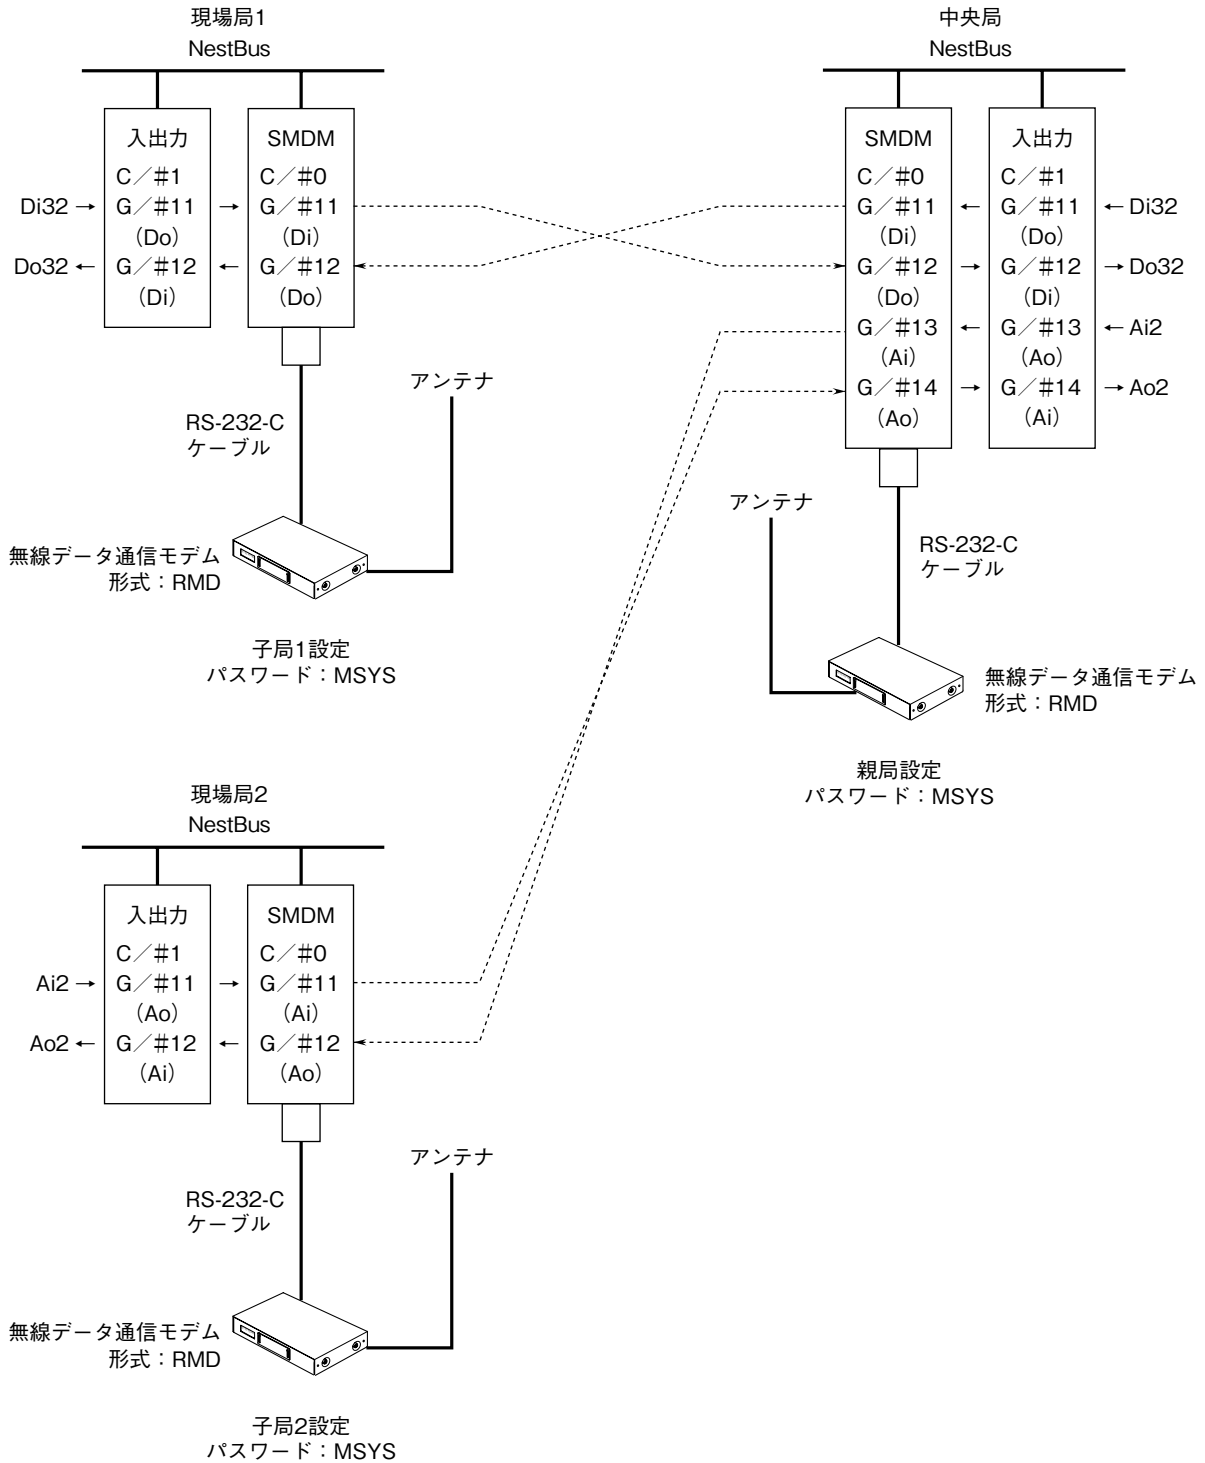 現場局1
NestBus
入出力
C／#1
G／#11
（Do）
G／#12
（Di）
SMDM
C／#0
G／#11
（Di）
G／#12
（Do）
Di32 →
Do32 ←
→
←
RS-232-C
ケーブル
アンテナ
無線データ通信モデム
形式：RMD
子局1設定
パスワード：MSYS
中央局
NestBus
SMDM
C／#0
G／#11
（Di）
G／#12
（Do）
G／#13
（Ai）
G／#14
（Ao）
入出力
C／#1
G／#11
（Do）
G／#12
（Di）
G／#13
（Ao）
G／#14
（Ai）
←
→
←
→
← Di32
→ Do32
← Ai2
→ Ao2
アンテナ
RS-232-C
ケーブル
無線データ通信モデム
形式：RMD
親局設定
パスワード：MSYS
現場局2
NestBus
入出力
C／#1
G／#11
（Ao）
G／#12
（Ai）
SMDM
C／#0
G／#11
（Ai）
G／#12
（Ao）
Ai2 →
Ao2 ←
→
←
RS-232-C
ケーブル
アンテナ
無線データ通信モデム
形式：RMD
子局2設定
パスワード：MSYS